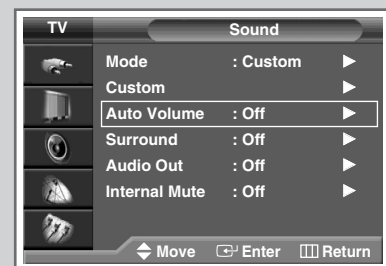 TV Sound
Mode : Custom
Custom
Auto Volume : Off
Surround : Off
Audio Out : Off
Internal Mute : Off
Move Enter Return